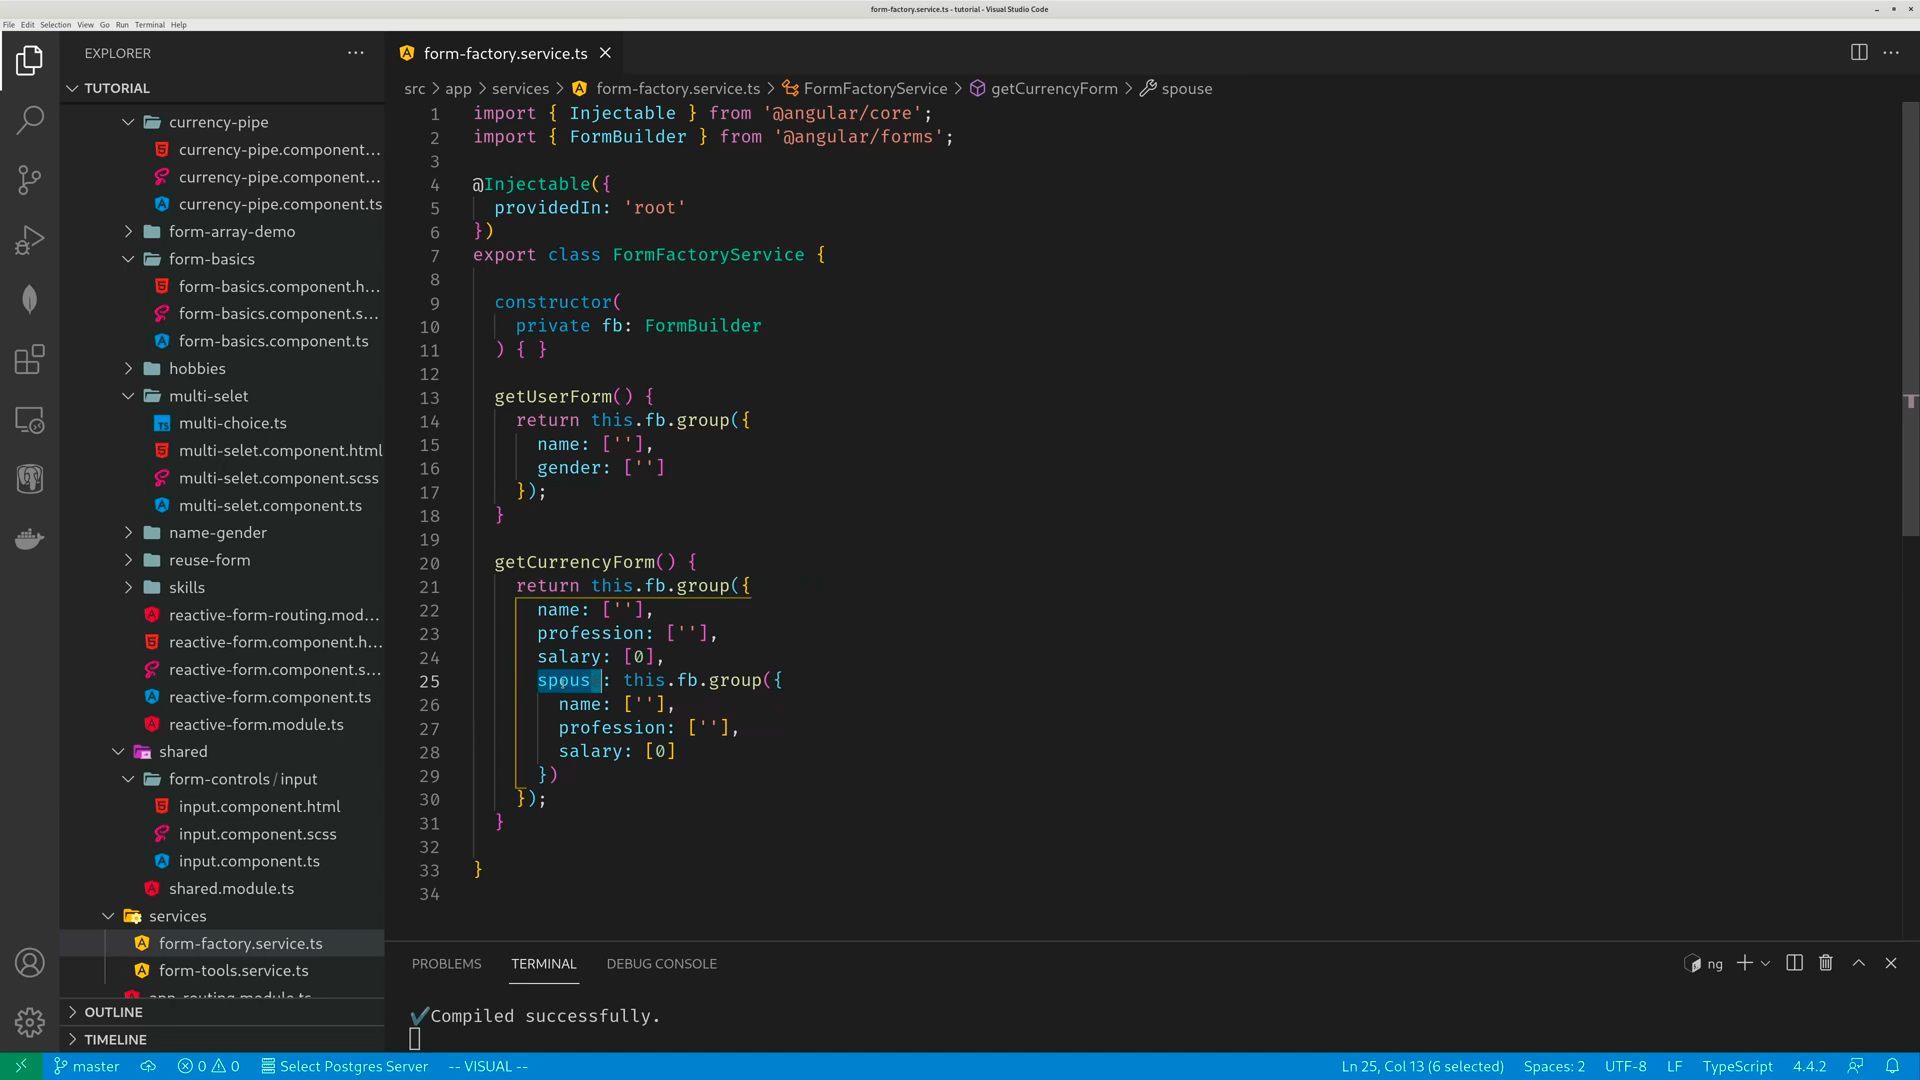 form-factory.service.ts - tutorial - Visual Studio Code
File Edit Selection View Go Run Terminal Help
EXPLORER
TUTORIAL
currency-pipe
currency-pipe.component...
currency-pipe.component...
currency-pipe.component.ts
form-array-demo
form-basics
form-basics.component.h...
form-basics.component.s...
form-basics.component.ts
hobbies
multi-selet
multi-choice.ts
multi-selet.component.html
multi-selet.component.scss
multi-selet.component.ts
name-gender
reuse-form
skills
reactive-form-routing.mod...
reactive-form.component.h...
reactive-form.component.s...
reactive-form.component.ts
reactive-form.module.ts
shared
form-controls/input
input.component.html
input.component.scss
input.component.ts
shared.module.ts
services
form-factory.service.ts
form-tools.service.ts
app-routing.module.ts
OUTLINE
TIMELINE
form-factory.service.ts
src > app > services > form-factory.service.ts > FormFactoryService > getCurrencyForm > spouse
1 import { Injectable } from '@angular/core';
2 import { FormBuilder } from '@angular/forms';
3
4 @Injectable({
5 providedIn: 'root'
6 })
7 export class FormFactoryService {
8
9 constructor(
10 private fb: FormBuilder
11 ) { }
12
13 getUserForm() {
14 return this.fb.group({
15 name: [''],
16 gender: ['']
17 });
18 }
19
20 getCurrencyForm() {
21 return this.fb.group({
22 name: [''],
23 profession: [''],
24 salary: [0],
25 spous : this.fb.group({
26 name: [''],
27 profession: [''],
28 salary: [0]
29 })
30 });
31 }
32
33 }
34
PROBLEMS TERMINAL DEBUG CONSOLE
ng
Compiled successfully.
master 0 0 Select Postgres Server -- VISUAL -- Ln 25, Col 13 (6 selected) Spaces: 2 UTF-8 LF TypeScript 4.4.2